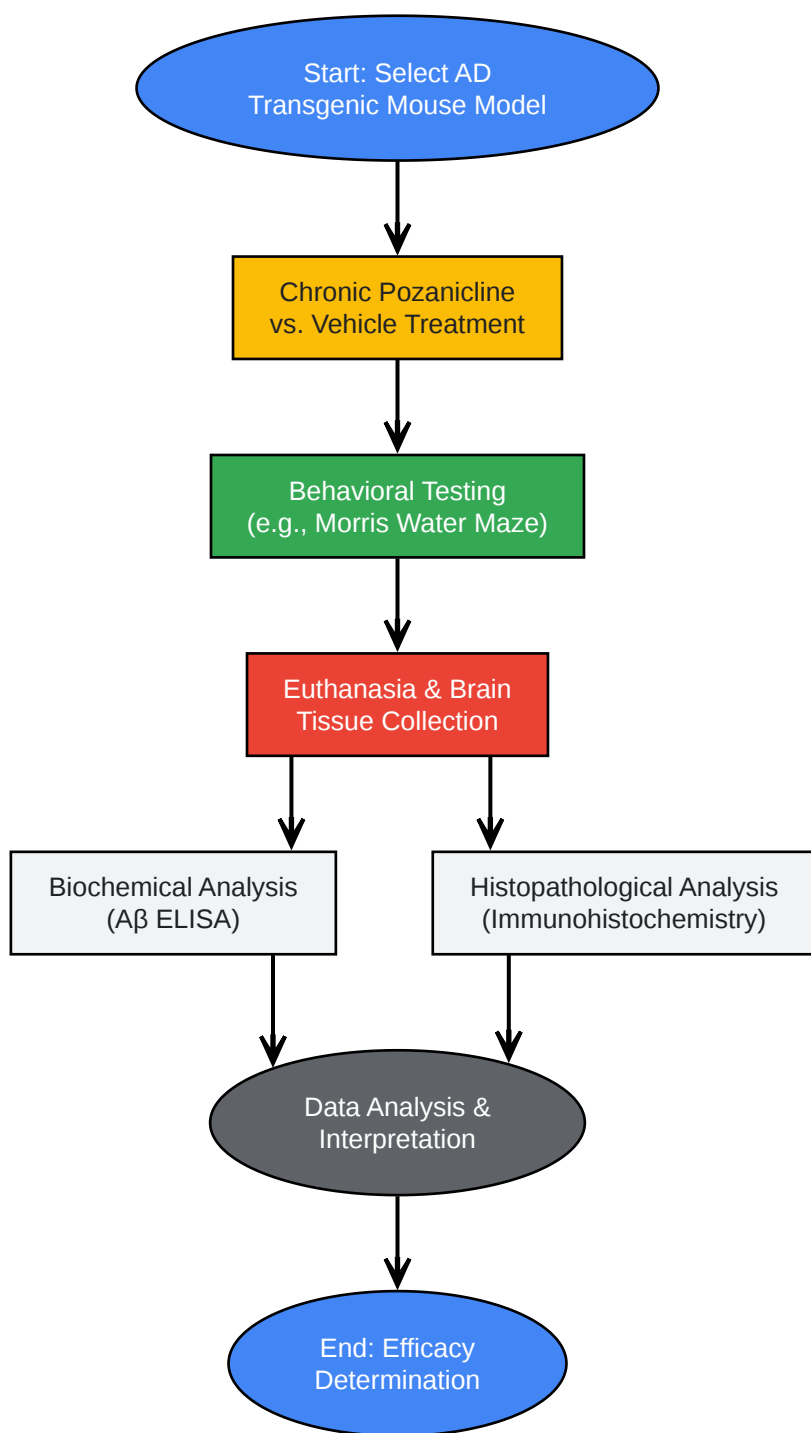 Start: Select AD
Transgenic Mouse Model
Chronic Pozanicline
vs. Vehicle Treatment
Behavioral Testing
(e.g., Morris Water Maze)
Euthanasia & Brain
Tissue Collection
Biochemical Analysis
(Aβ ELISA)
Histopathological Analysis
(Immunohistochemistry)
Data Analysis &
Interpretation
End: Efficacy
Determination